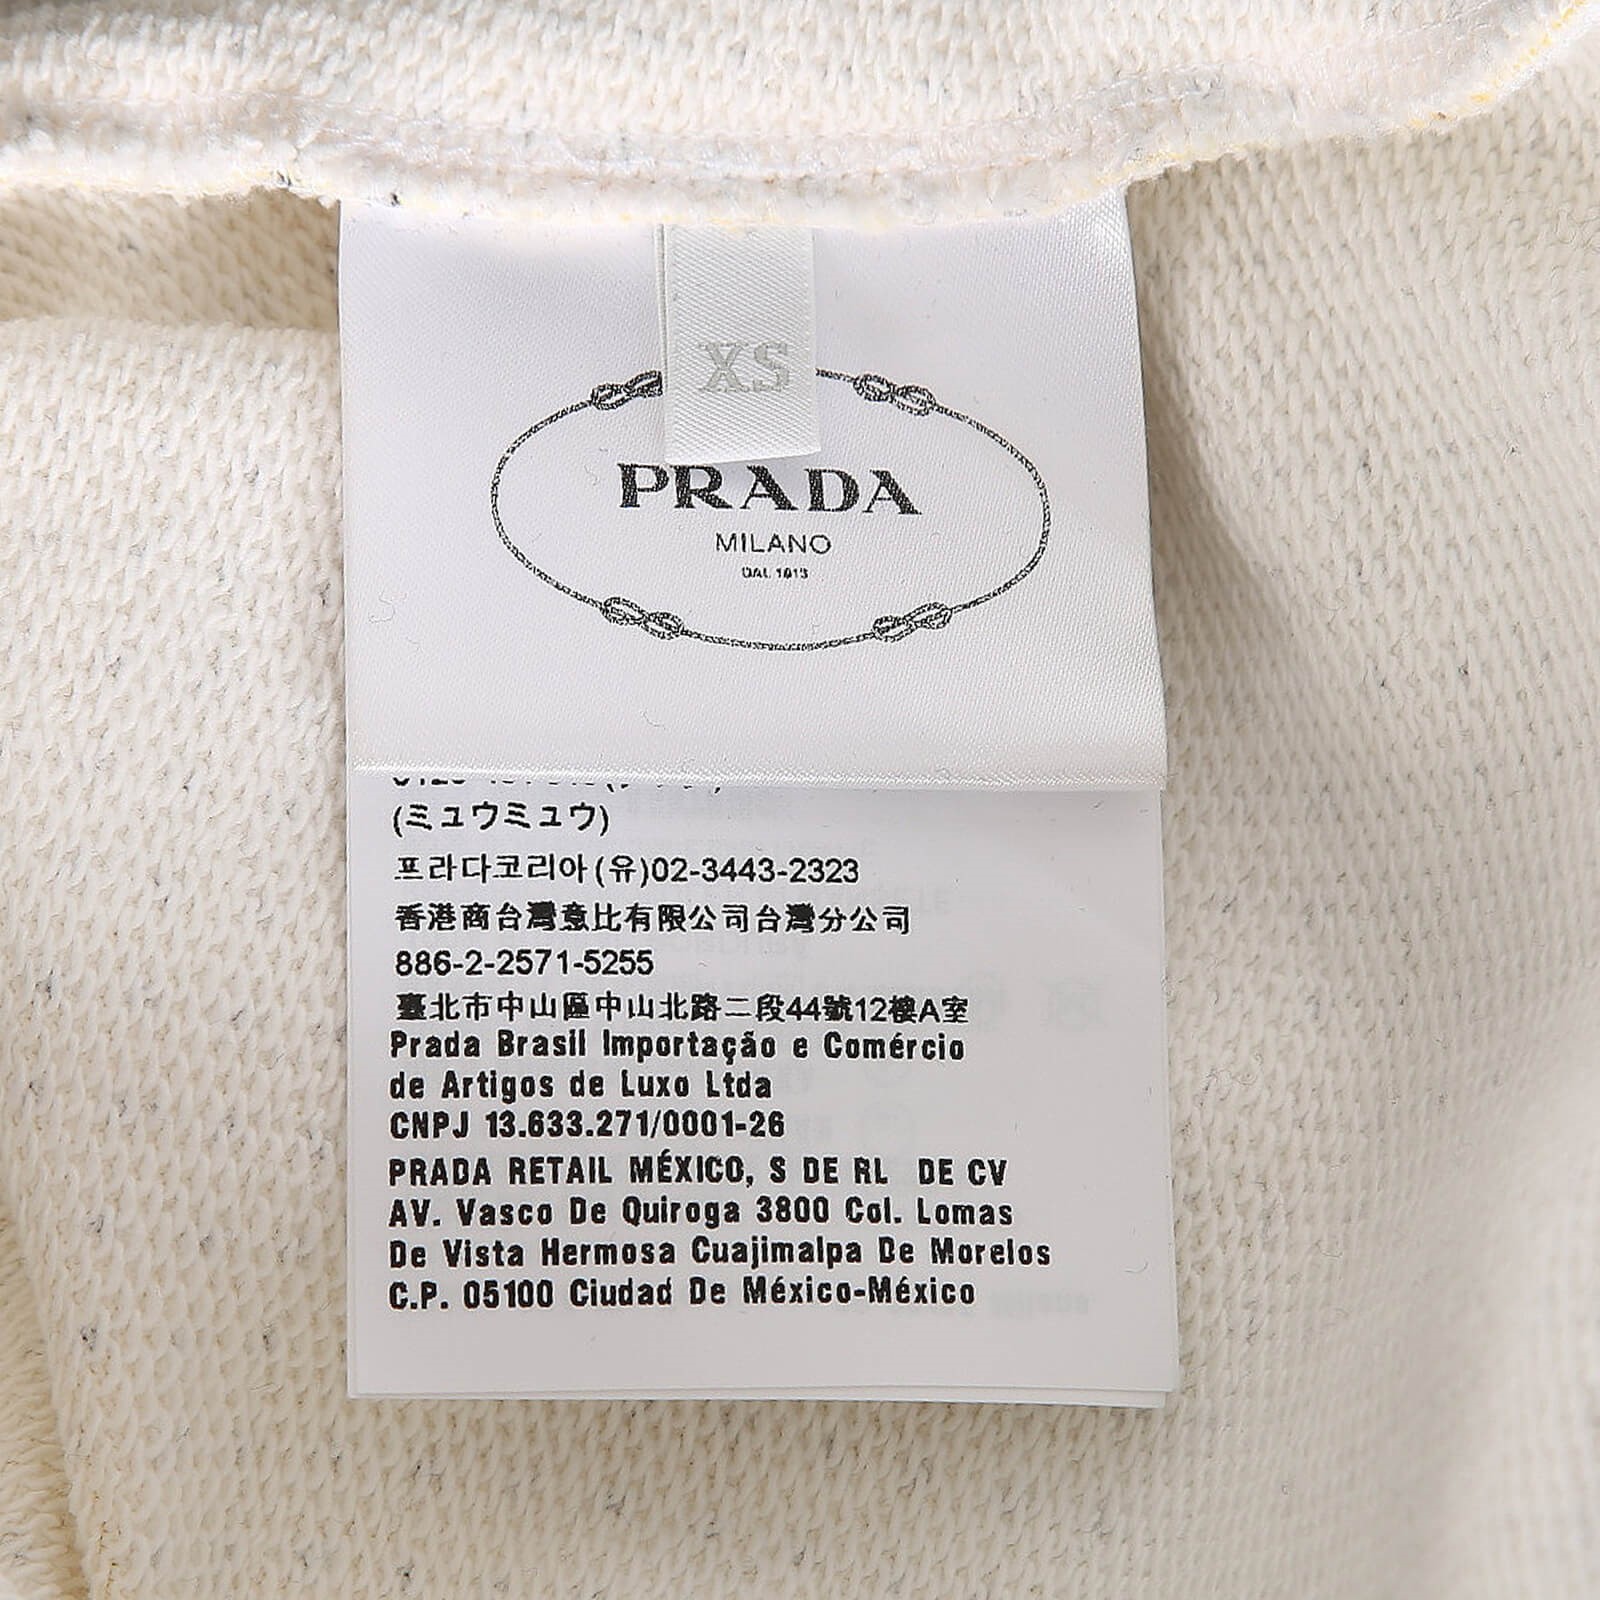 XS
PRADA
MILANO
DAL 1913
(ミュウミュウ)
프라다코리아(유)02-3443-2323
香港商台灣意比有限公司台灣分公司
886-2-2571-5255
臺北市中山區中山北路二段44號12樓A室
Prada Brasil Importação e Comércio
de Artigos de Luxo Ltda
CNPJ 13.633.271/0001-26
PRADA RETAIL MÉXICO, S DE RL DE CV
AV. Vasco De Quiroga 3800 Col. Lomas
De Vista Hermosa Cuajimalpa De Morelos
C.P. 05100 Ciudad De México-México